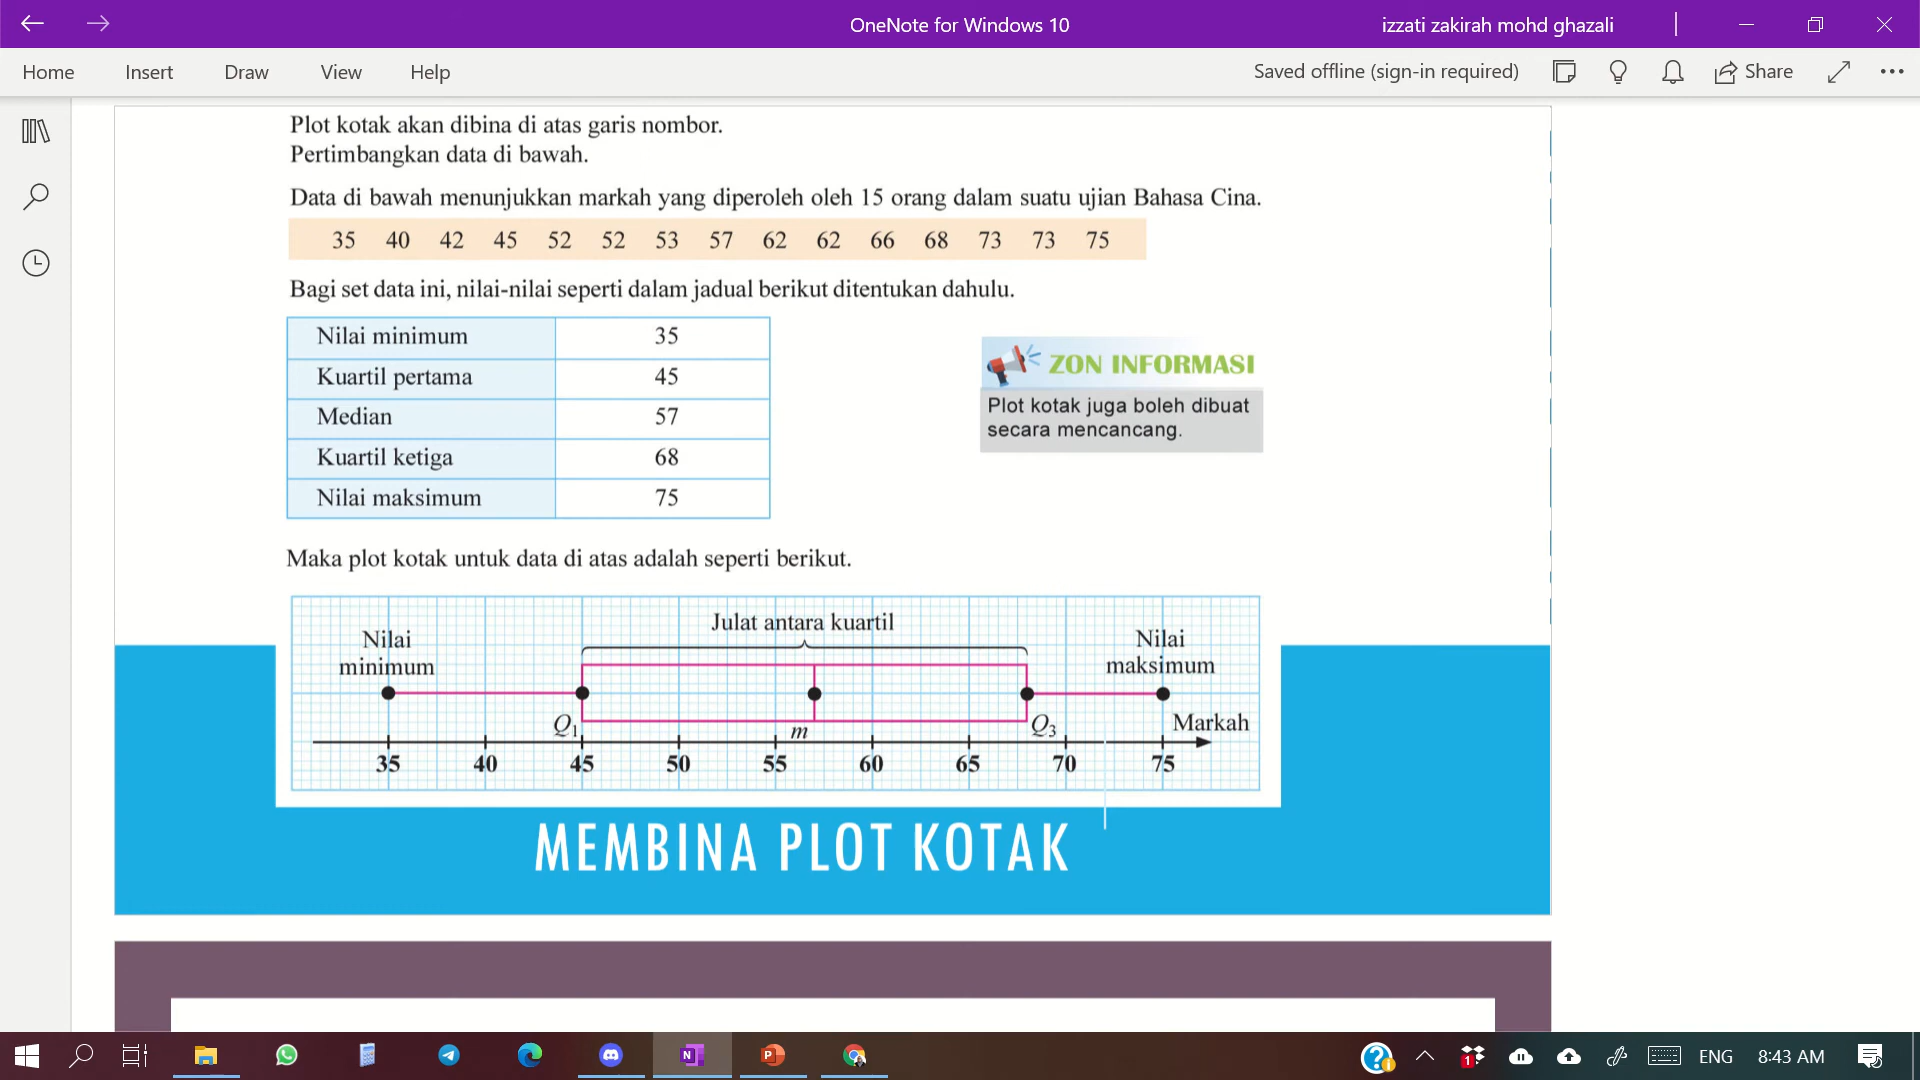 OneNote for Windows 10
izzati zakirah mohd ghazali
Home Insert Draw View Help
Saved offline (sign-in required)
Share
Plot kotak akan dibina di atas garis nombor.
Pertimbangkan data di bawah.
Data di bawah menunjukkan markah yang diperoleh oleh 15 orang dalam suatu ujian Bahasa Cina.
35 40 42 45 52 52 53 57 62 62 66 68 73 73 75
Bagi set data ini, nilai-nilai seperti dalam jadual berikut ditentukan dahulu.
Nilai minimum 35
Kuartil pertama 45
Median 57
Kuartil ketiga 68
Nilai maksimum 75
ZON INFORMASI
Plot kotak juga boleh dibuat
secara mencancang.
Maka plot kotak untuk data di atas adalah seperti berikut.
Julat antara kuartil
Nilai
minimum
Nilai
maksimum
Q1 m Q3 Markah
35 40 45 50 55 60 65 70 75
MEMBINA PLOT KOTAK
N P 1 ENG 8:43 AM